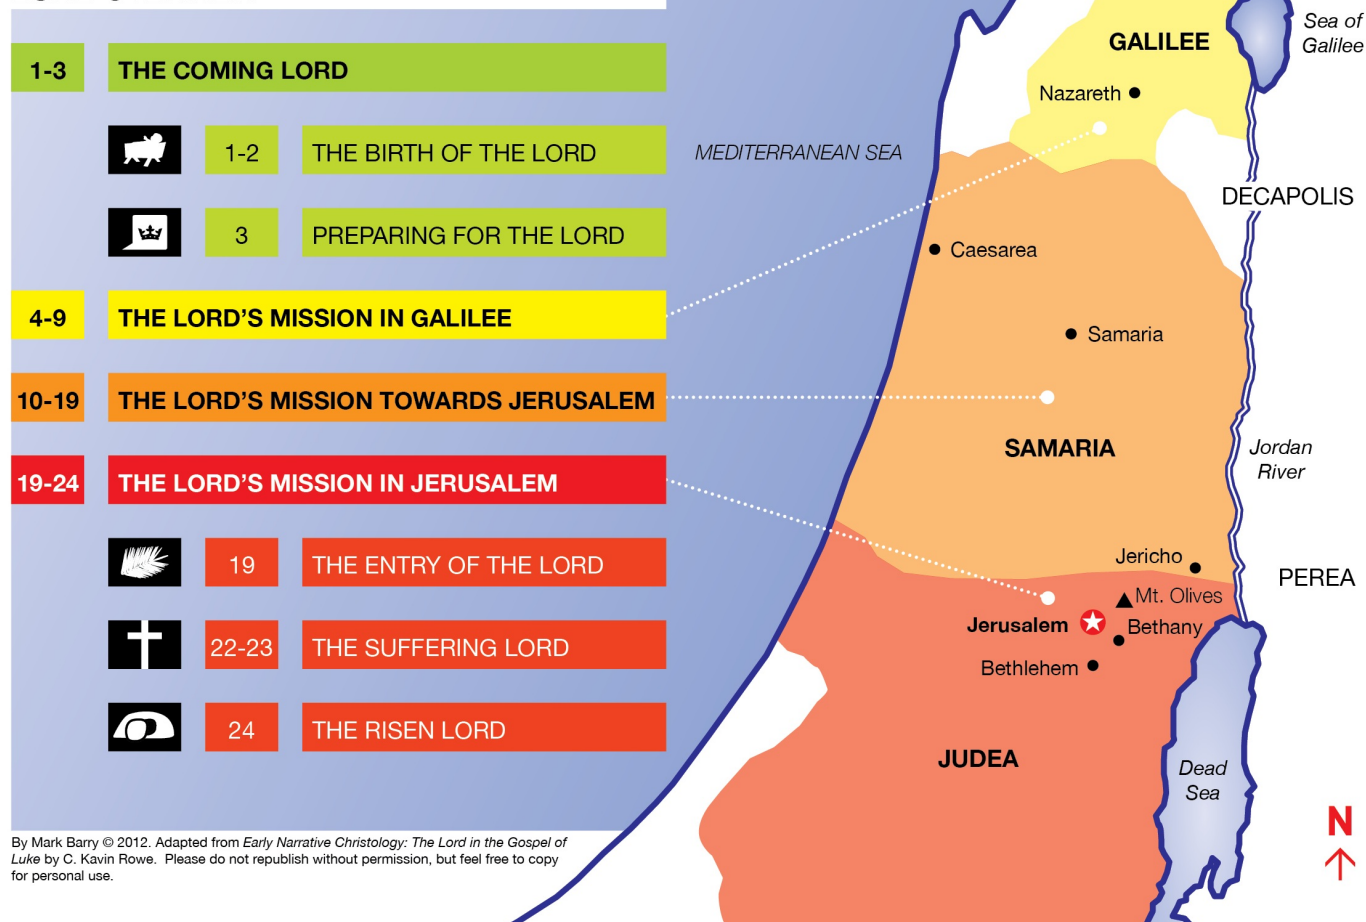 1-3 THE COMING LORD
1-2 THE BIRTH OF THE LORD
3 PREPARING FOR THE LORD
4-9 THE LORD’S MISSION IN GALILEE
10-19 THE LORD’S MISSION TOWARDS JERUSALEM
19-24 THE LORD’S MISSION IN JERUSALEM
19 THE ENTRY OF THE LORD
22-23 THE SUFFERING LORD
24 THE RISEN LORD
By Mark Barry © 2012. Adapted from Early Narrative Christology: The Lord in the Gospel of
Luke by C. Kavin Rowe. Please do not republish without permission, but feel free to copy
for personal use.
Sea of
Galilee
GALILEE
Nazareth
MEDITERRANEAN SEA
DECAPOLIS
Caesarea
Samaria
SAMARIA
Jordan
River
Jericho
PEREA
Mt. Olives
Jerusalem
Bethany
Bethlehem
JUDEA
Dead
Sea
N